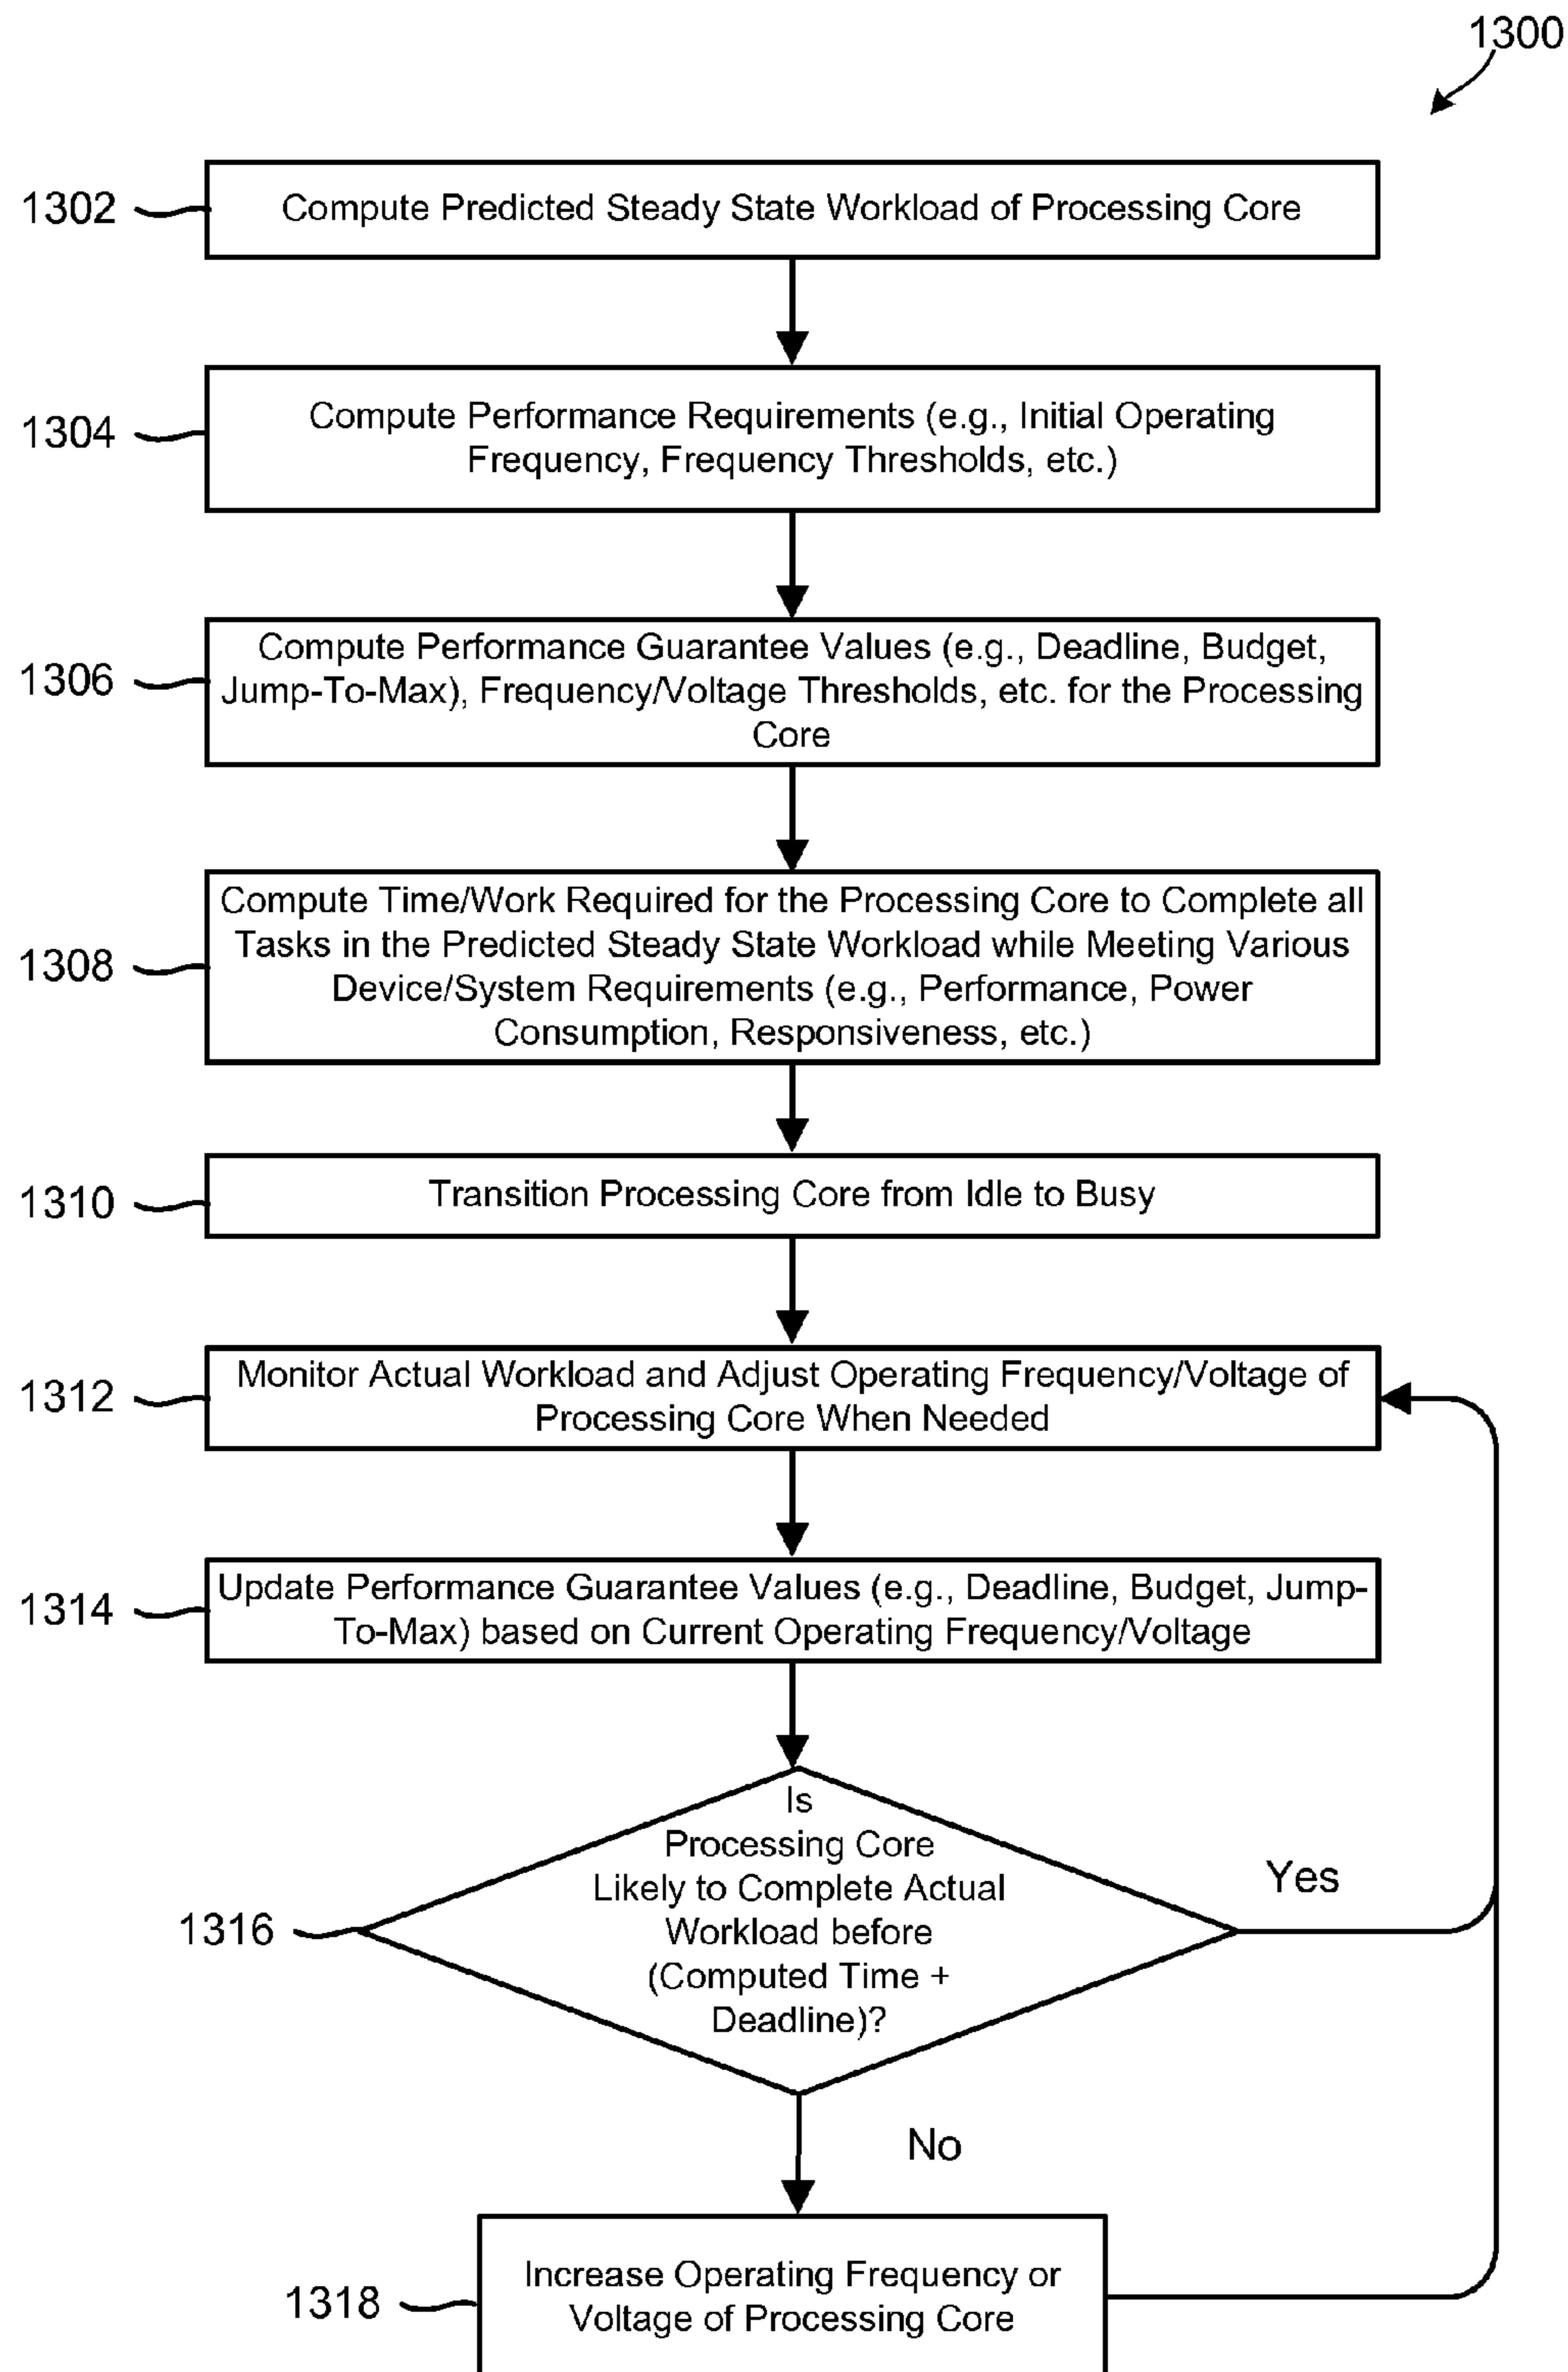 1300
1302
Compute Predicted Steady State Workload of Processing Core
1304
Compute Performance Requirements (e.g., Initial Operating
Frequency, Frequency Thresholds, etc.)
1306
Compute Performance Guarantee Values (e.g., Deadline, Budget,
Jump-To-Max), Frequency/Voltage Thresholds, etc. for the Processing
Core
1308
Compute Time/Work Required for the Processing Core to Complete all
Tasks in the Predicted Steady State Workload while Meeting Various
Device/System Requirements (e.g., Performance, Power
Consumption, Responsiveness, etc.)
1310
Transition Processing Core from Idle to Busy
1312
Monitor Actual Workload and Adjust Operating Frequency/Voltage of
Processing Core When Needed
1314
Update Performance Guarantee Values (e.g., Deadline, Budget, Jump-
To-Max) based on Current Operating Frequency/Voltage
1316
Is
Processing Core
Likely to Complete Actual
Workload before
(Computed Time +
Deadline)?
Yes
No
1318
Increase Operating Frequency or
Voltage of Processing Core